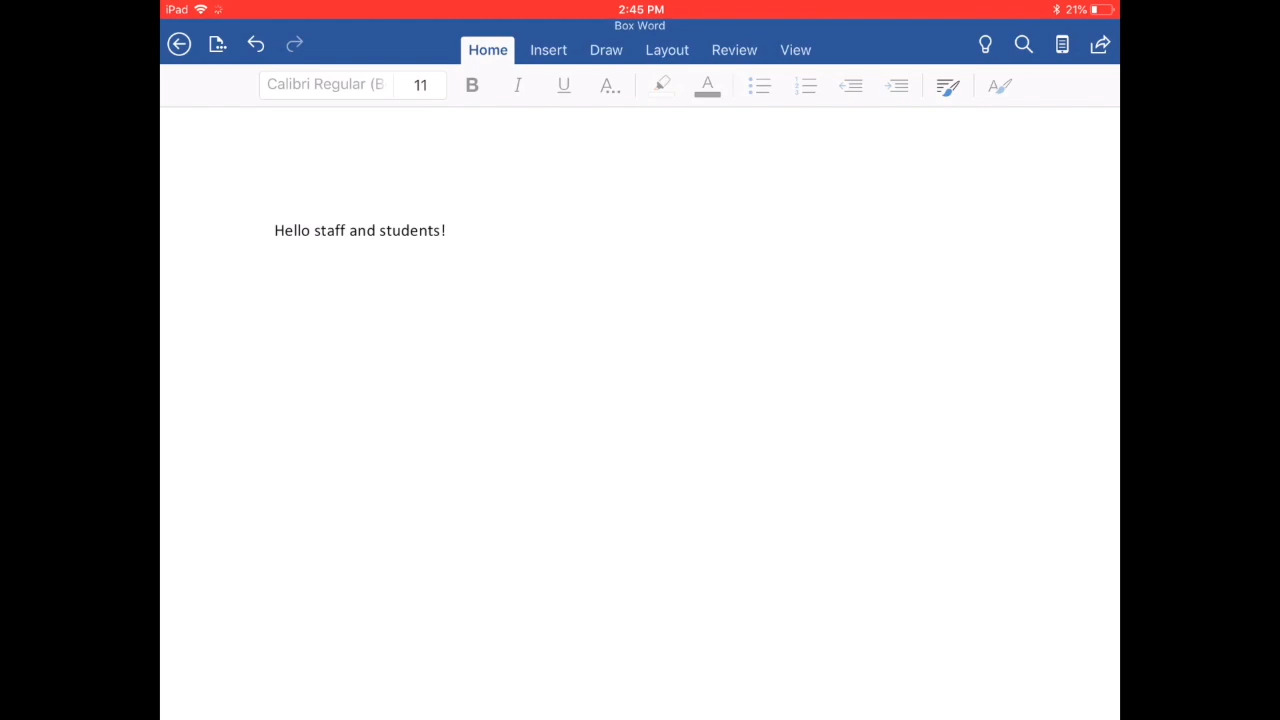 iPad 2:45 PM 21%
Box Word
Home Insert Draw Layout Review View
Calibri Regular (B 11 B I U A.. A A
Hello staff and students!